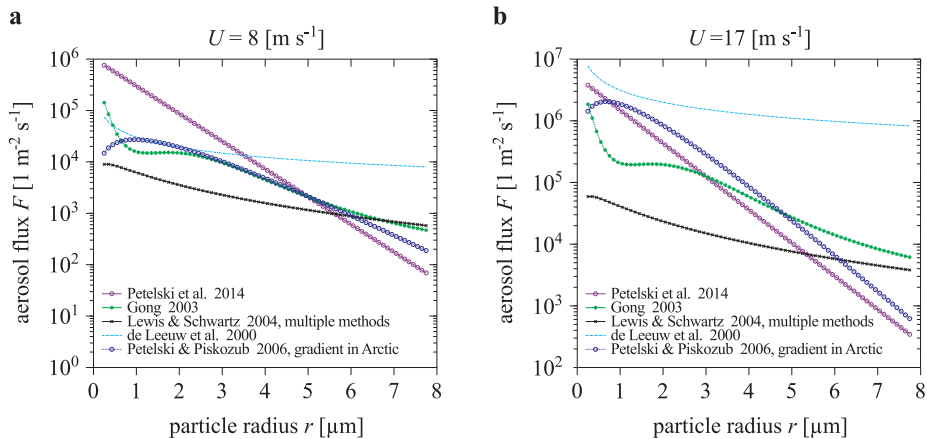 a
U = 8 [m s⁻¹]
aerosol flux F [1 m⁻² s⁻¹]
10⁶
10⁵
10⁴
10³
10²
10¹
10⁰
Petelski et al. 2014
Gong 2003
Lewis & Schwartz 2004, multiple methods
de Leeuw et al. 2000
Petelski & Piskozub 2006, gradient in Arctic
0 1 2 3 4 5 6 7 8
particle radius r [µm]
b
U =17 [m s⁻¹]
aerosol flux F [1 m⁻² s⁻¹]
10⁷
10⁶
10⁵
10⁴
10³
10²
Petelski et al. 2014
Gong 2003
Lewis & Schwartz 2004, multiple methods
de Leeuw et al. 2000
Petelski & Piskozub 2006, gradient in Arctic
0 1 2 3 4 5 6 7 8
particle radius r [µm]